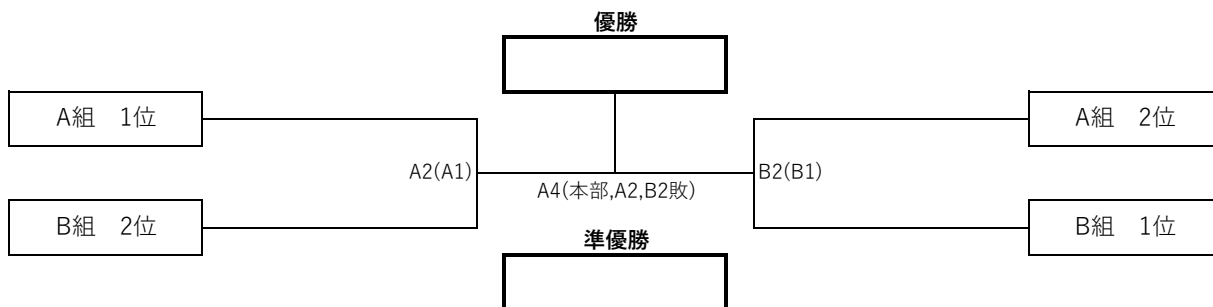 優勝
A組　1位
A組　2位
A2(A1)
B2(B1)
A4(本部,A2,B2敗)
B組　2位
B組　1位
準優勝